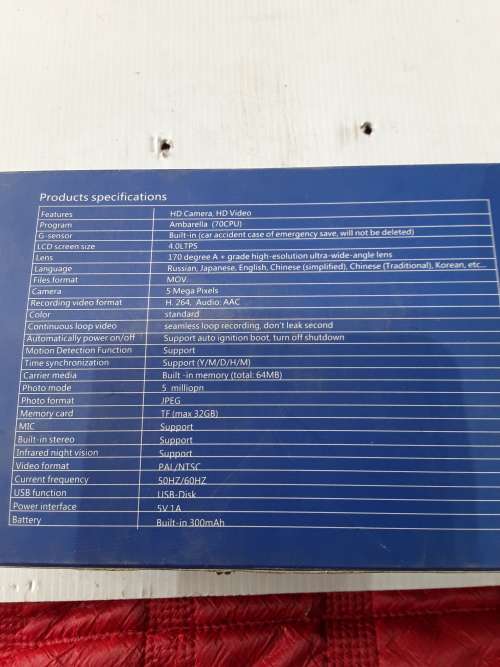 Products specifications
Features HD Camera, HD Video
Program Ambarella (70CPU)
G-sensor Built-in (car accident case of emergency save, will not be deleted)
LCD screen size 4.0LTPS
Lens 170 degree A + grade high-esolution ultra-wide-angle lens
Language Russian, Japanese, English, Chinese (simplified), Chinese (Traditional), Korean, etc...
Files format MOV
Camera 5 Mega Pixels
Recording video format H. 264, Audio: AAC
Color standard
Continuous loop video seamless loop recording, don't leak second
Automatically power on/off Support auto ignition boot, turn off shutdown
Motion Detection Function Support
Time synchronization Support (Y/M/D/H/M)
Carrier media Built -in memory (total: 64MB)
Photo mode 5 milliopn
Photo format JPEG
Memory card TF (max 32GB)
MIC Support
Built-in stereo Support
Infrared night vision Support
Video format PAL/NTSC
Current frequency 50HZ/60HZ
USB function USB-Disk
Power interface 5V 1A
Battery Built-in 300mAh